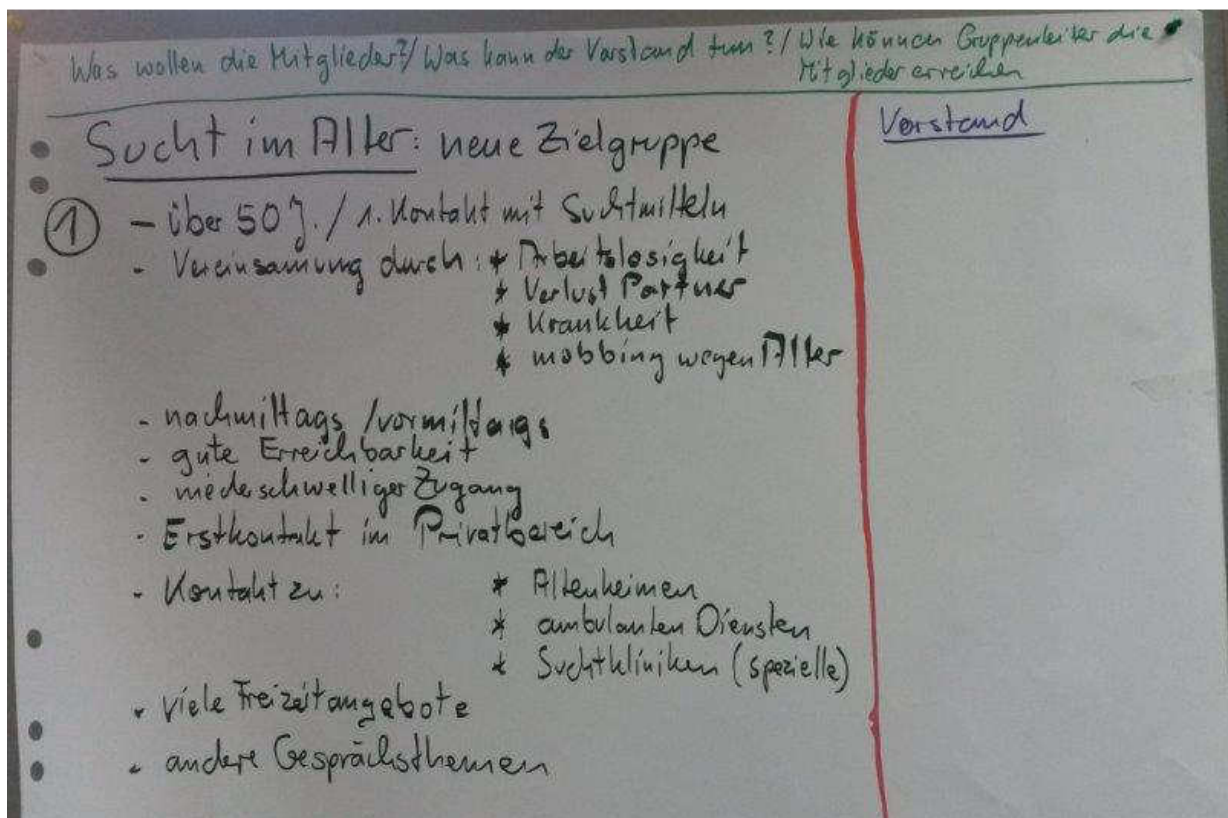 Was wollen die Mitglieder?/ Was kann der Vorstand tun?/ Wie können Gruppenleiter die
Mitglieder erreichen
Sucht im Alter: neue Zielgruppe
Vorstand
① - über 50 J. / 1. Kontakt mit Suchtmitteln
- Vereinsamung durch: * Arbeitslosigkeit
* Verlust Partner
* Krankheit
* mobbing wegen Alter
- nachmittags / vormittags
- gute Erreichbarkeit
- niederschwelliger Zugang
- Erstkontakt im Privatbereich
- Kontakt zu: * Altenheimen
* ambulanten Diensten
* Suchtkliniken (spezielle)
- viele Freizeitangebote
- andere Gesprächsthemen